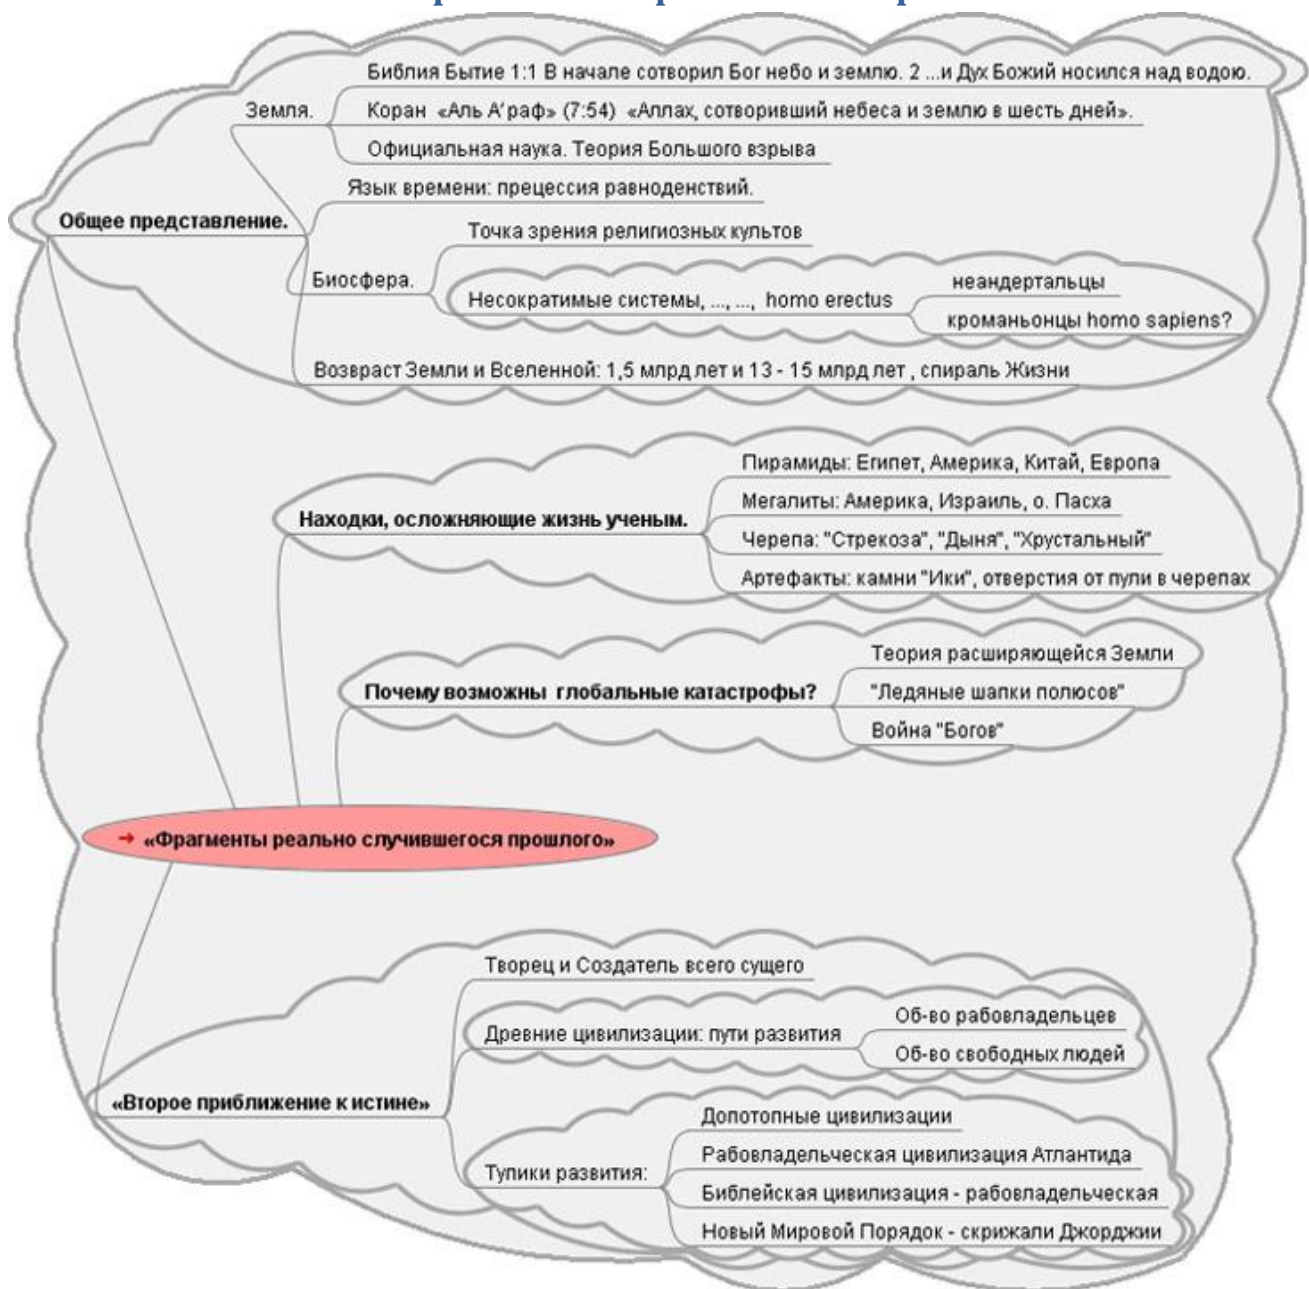 Библия Бытие 1:1 В начале сотворил Бог небо и землю. 2 ...и Дух Божий носился над водою.
Земля.
Коран «Аль А’раф» (7:54) «Аллах, сотворивший небеса и землю в шесть дней».
Официальная наука. Теория Большого взрыва
Язык времени: прецессия равноденствий.
Общее представление.
Точка зрения религиозных культов
Биосфера.
неандертальцы
Несократимые системы, ..., ..., homo erectus
кроманьонцы homo sapiens?
Возвраст Земли и Вселенной: 1,5 млрд лет и 13 - 15 млрд лет , спираль Жизни
Пирамиды: Египет, Америка, Китай, Европа
Мегалиты: Америка, Израиль, о. Пасха
Находки, осложняющие жизнь ученым.
Черепа: "Стрекоза", "Дыня", "Хрустальный"
Артефакты: камни "Ики", отверстия от пули в черепах
Теория расширяющейся Земли
Почему возможны глобальные катастрофы?
"Ледяные шапки полюсов"
Война "Богов"
«Фрагменты реально случившегося прошлого»
Творец и Создатель всего сущего
Об-во рабовладельцев
Древние цивилизации: пути развития
Об-во свободных людей
«Второе приближение к истине»
Допотопные цивилизации
Рабовладельческая цивилизация Атлантида
Тупики развития:
Библейская цивилизация - рабовладельческая
Новый Мировой Порядок - скрижали Джорджии